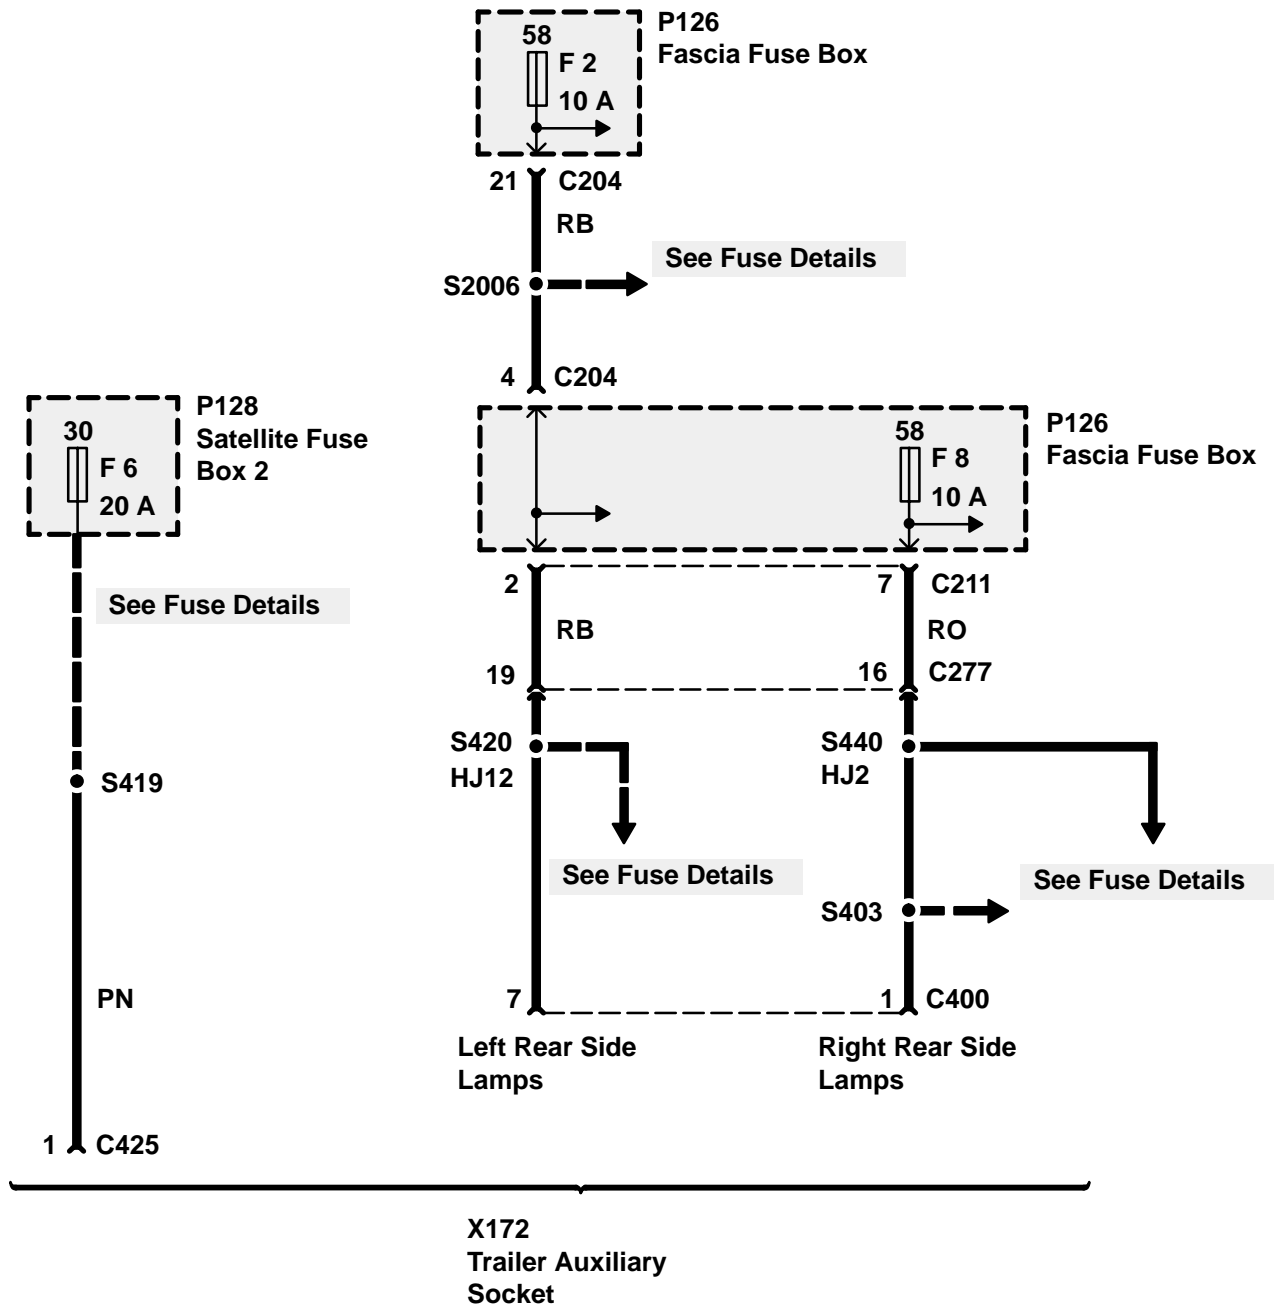 58
F 2
10 A
P126
Fascia Fuse Box
21 C204
RB
See Fuse Details
S2006
4 C204
30
F 6
20 A
P128
Satellite Fuse
Box 2
58
F 8
10 A
P126
Fascia Fuse Box
See Fuse Details
2
7 C211
RB
RO
19
16 C277
S420
HJ12
S440
HJ2
S419
See Fuse Details
See Fuse Details
S403
PN
7
1 C400
Left Rear Side
Lamps
Right Rear Side
Lamps
1 C425
X172
Trailer Auxiliary
Socket